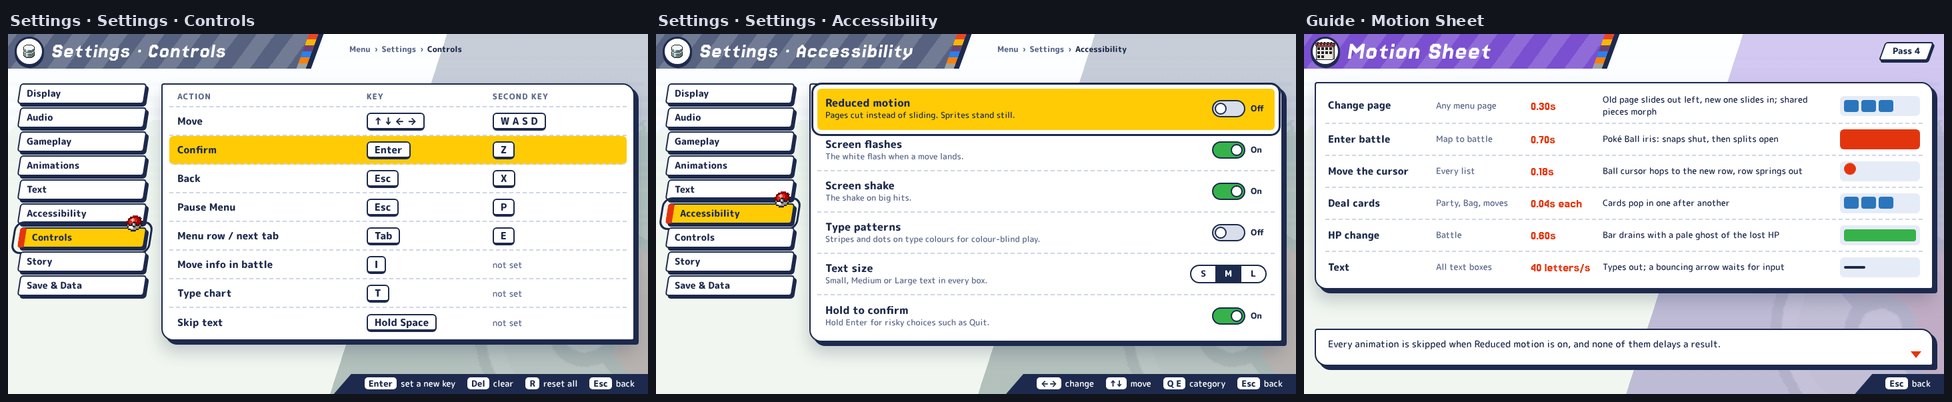 Settings · Settings · Controls
Settings · Controls
Menu › Settings › Controls
Display
Audio
Gameplay
Animations
Text
Accessibility
Controls
Story
Save & Data
ACTION KEY SECOND KEY
Move ↑ ↓ ← → W A S D
Confirm Enter Z
Back Esc X
Pause Menu Esc P
Menu row / next tab Tab E
Move info in battle I not set
Type chart T not set
Skip text Hold Space not set
Enter set a new key Del clear R reset all Esc back
Settings · Settings · Accessibility
Settings · Accessibility
Menu › Settings › Accessibility
Display
Audio
Gameplay
Animations
Text
Accessibility
Controls
Story
Save & Data
Reduced motion
Pages cut instead of sliding. Sprites stand still.
Off
Screen flashes
The white flash when a move lands.
On
Screen shake
The shake on big hits.
On
Type patterns
Stripes and dots on type colours for colour-blind play.
Off
Text size
Small, Medium or Large text in every box.
S M L
Hold to confirm
Hold Enter for risky choices such as Quit.
On
← → change ↑ ↓ move Q E category Esc back
Guide · Motion Sheet
Motion Sheet
Pass 4
Change page Any menu page 0.30s Old page slides out left, new one slides in; shared
pieces morph
Enter battle Map to battle 0.70s Poké Ball iris: snaps shut, then splits open
Move the cursor Every list 0.18s Ball cursor hops to the new row, row springs out
Deal cards Party, Bag, moves 0.04s each Cards pop in one after another
HP change Battle 0.60s Bar drains with a pale ghost of the lost HP
Text All text boxes 40 letters/s Types out; a bouncing arrow waits for input
Every animation is skipped when Reduced motion is on, and none of them delays a result.
Esc back